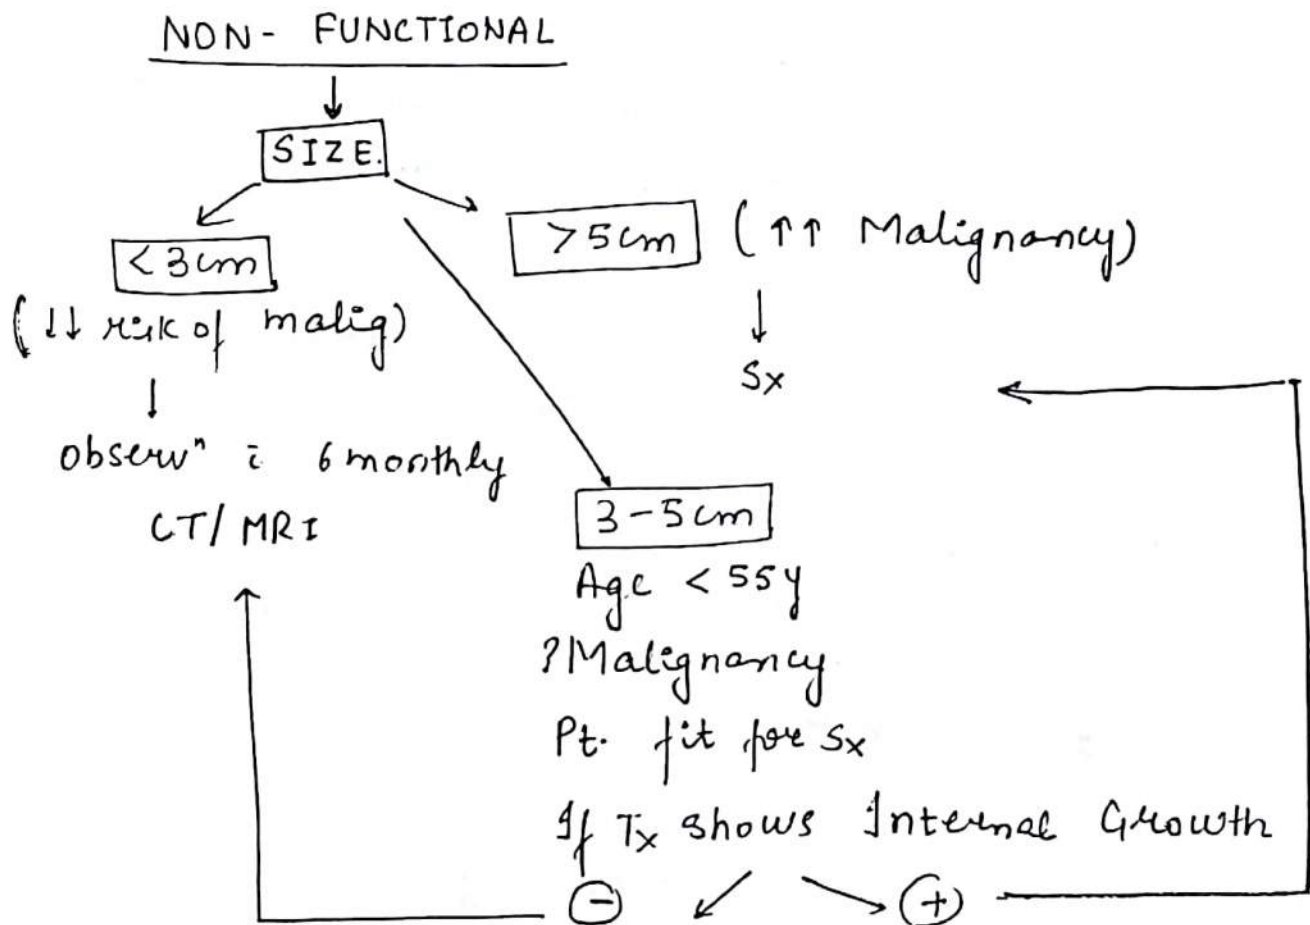 NON- FUNCTIONAL
SIZE.
<3cm
(↓↓ risk of malig)
observⁿ c̄ 6 monthly
CT/MRI
>5cm (↑↑ Malignancy)
Sx
3-5cm
Age <55y
?Malignancy
Pt. fit for Sx
If Tx shows Internal Growth
-
+